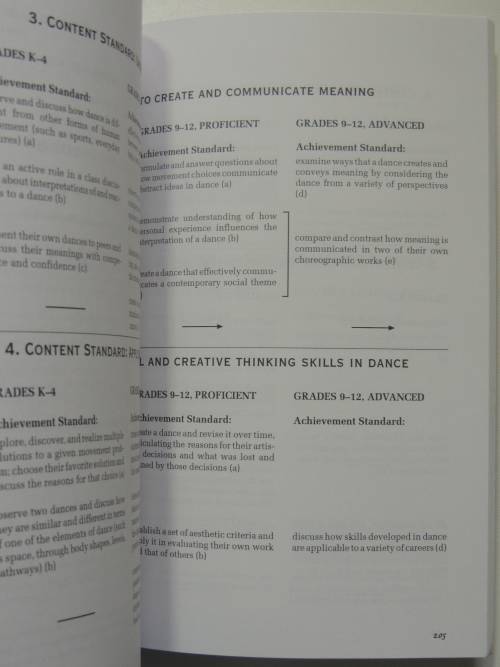 3. CONTENT STANDARD:
GRADES K–4
Achievement Standard:
and discuss how dance is dif-
from other forms of human
(such as sports, everyday
(a)
an active role in a class discu-
about interpretations of and reac-
to a dance (b)
their own dances to peers and
discuss their meanings with compe-
and confidence (c)
4. CONTENT STANDARD:
GRADES K–4
Achievement Standard:
explore, discover, and realize multiple
solutions to a given movement prob-
choose their favorite solution and
discuss the reasons for that choice (a)
observe two dances and discuss how
they are similar and different in terms
of one of the elements of dance (such
as space, through body shapes, levels,
pathways) (b)
TO CREATE AND COMMUNICATE MEANING
GRADES 9–12, PROFICIENT
Achievement Standard:
formulate and answer questions about
how movement choices communicate
abstract ideas in dance (a)
demonstrate understanding of how
personal experience influences the
interpretation of a dance (b)
create a dance that effectively commu-
nicates a contemporary social theme
GRADES 9–12, ADVANCED
Achievement Standard:
examine ways that a dance creates and
conveys meaning by considering the
dance from a variety of perspectives
(d)
compare and contrast how meaning is
communicated in two of their own
choreographic works (e)
AND CREATIVE THINKING SKILLS IN DANCE
GRADES 9–12, PROFICIENT
Achievement Standard:
create a dance and revise it over time,
articulating the reasons for their artis-
decisions and what was lost and
by those decisions (a)
establish a set of aesthetic criteria and
apply it in evaluating their own work
that of others (b)
GRADES 9–12, ADVANCED
Achievement Standard:
discuss how skills developed in dance
are applicable to a variety of careers (d)
205